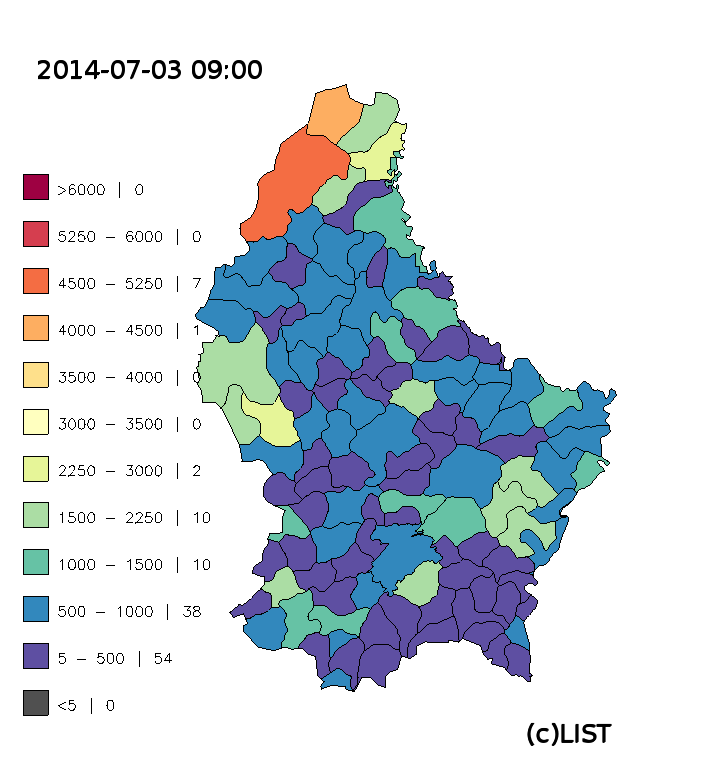 2014-07-03 09:00
>6000 | 0
5250 - 6000 | 0
4500 - 5250 | 7
4000 - 4500 | 1
3500 - 4000 | 0
3000 - 3500 | 0
2250 - 3000 | 2
1500 - 2250 | 10
1000 - 1500 | 10
500 - 1000 | 38
5 - 500 | 54
<5 | 0
(c)LIST